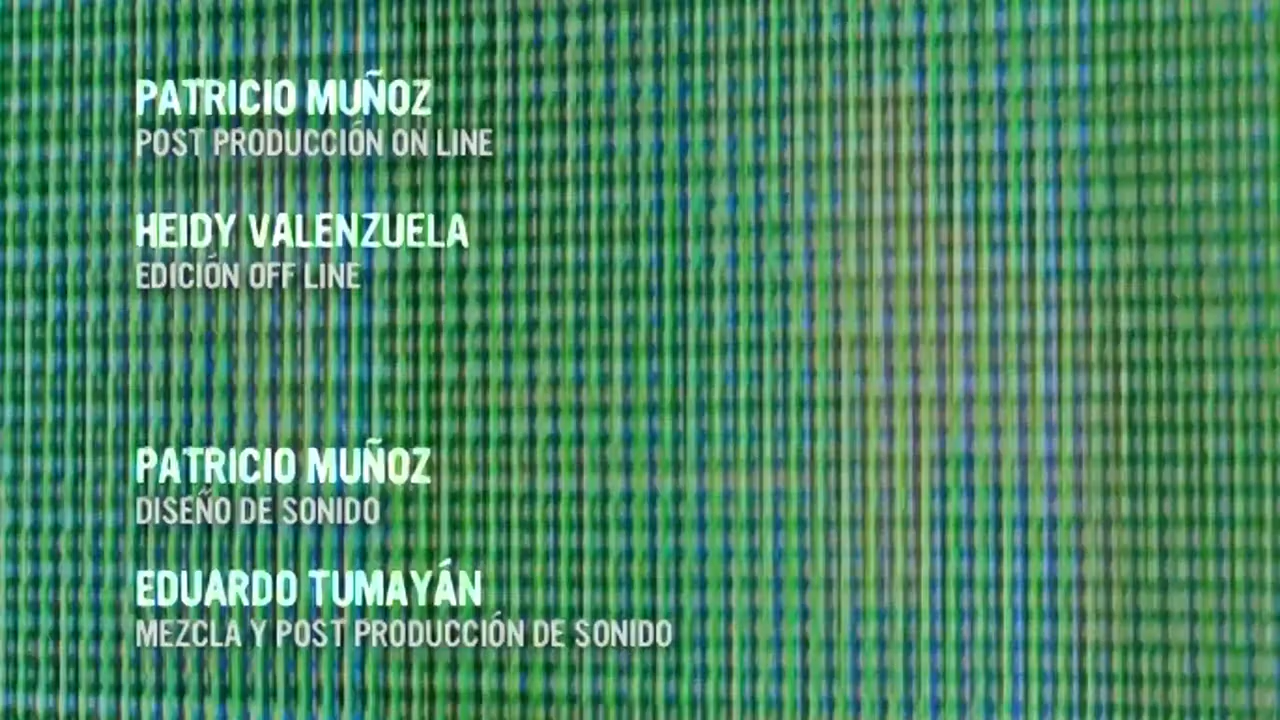 PATRICIO MUÑOZ
POST PRODUCCIÓN ON LINE
HEIDY VALENZUELA
EDICIÓN OFF LINE
PATRICIO MUÑOZ
DISEÑO DE SONIDO
EDUARDO TUMAYÁN
MEZCLA Y POST PRODUCCIÓN DE SONIDO